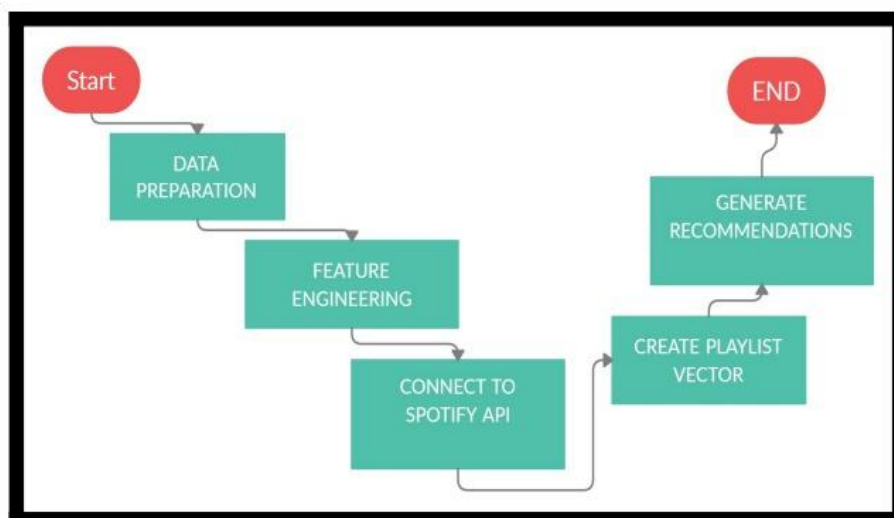 Start
DATA
PREPARATION
FEATURE
ENGINEERING
CONNECT TO
SPOTIFY API
CREATE PLAYLIST
VECTOR
GENERATE
RECOMMENDATIONS
END